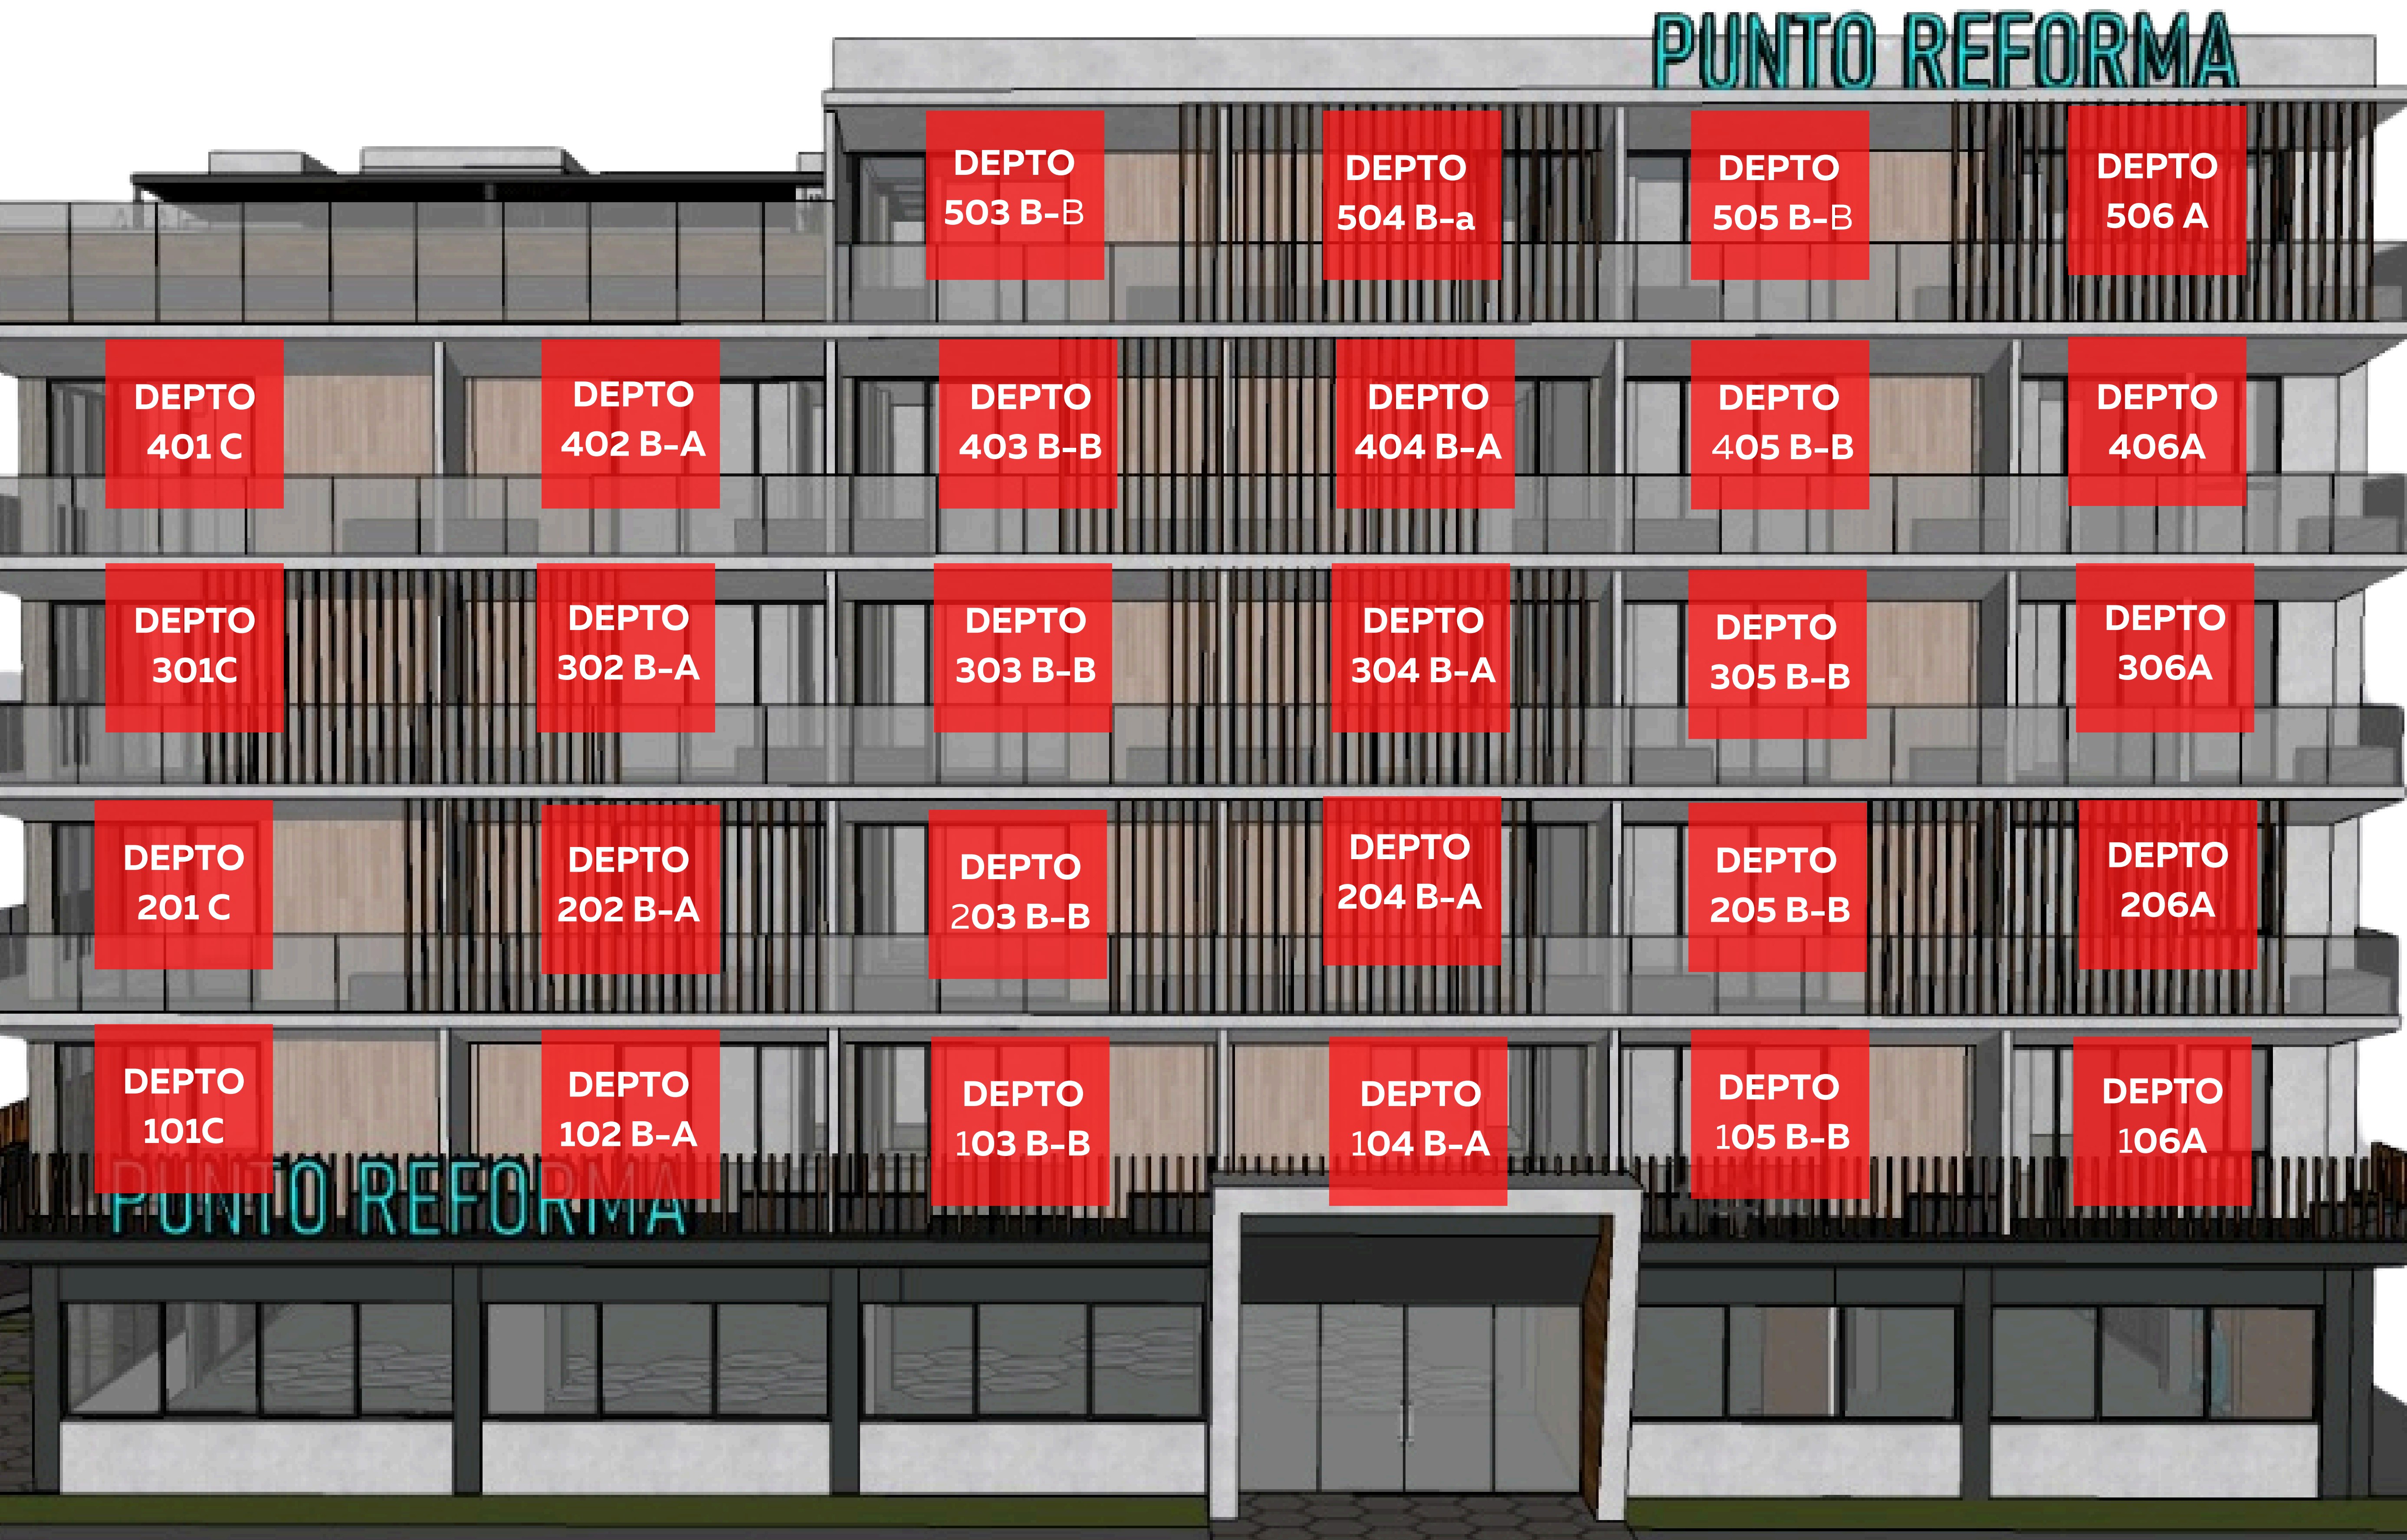 PUNTO REFORMA
DEPTO
503 B-B
DEPTO
504 B-a
DEPTO
505 B-B
DEPTO
506 A
DEPTO
401 C
DEPTO
402 B-A
DEPTO
403 B-B
DEPTO
404 B-A
DEPTO
405 B-B
DEPTO
406A
DEPTO
301C
DEPTO
302 B-A
DEPTO
303 B-B
DEPTO
304 B-A
DEPTO
305 B-B
DEPTO
306A
DEPTO
201 C
DEPTO
202 B-A
DEPTO
203 B-B
DEPTO
204 B-A
DEPTO
205 B-B
DEPTO
206A
DEPTO
101C
DEPTO
102 B-A
DEPTO
103 B-B
DEPTO
104 B-A
DEPTO
105 B-B
DEPTO
106A
PUNTO REFORMA